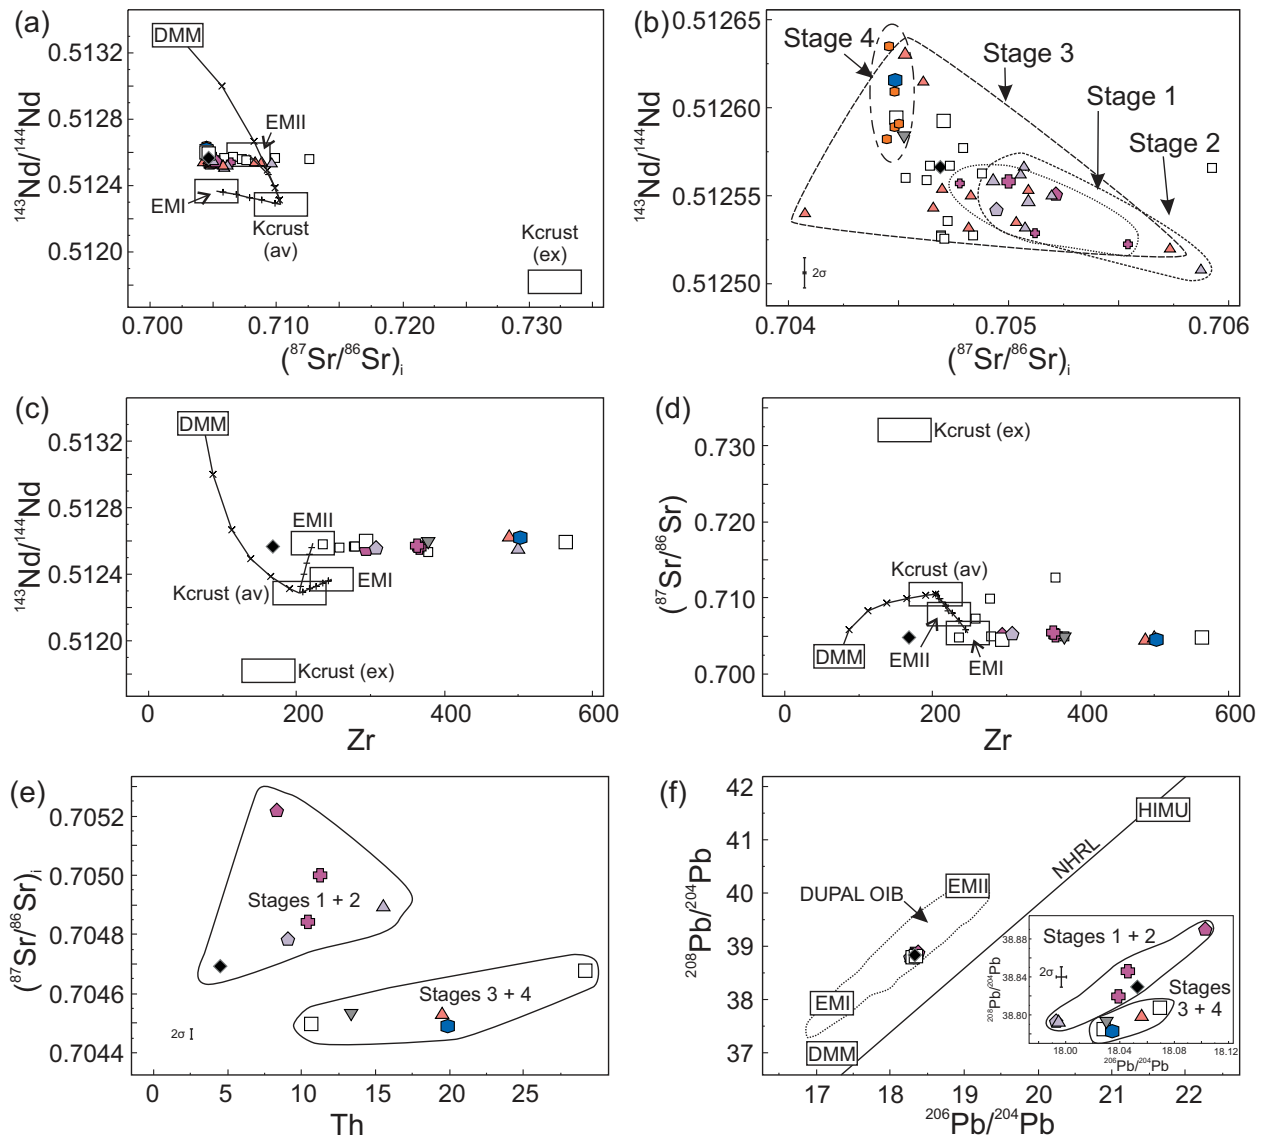 (a)
DMM
0.5132
0.5128
0.5124
0.5120
¹⁴³Nd/¹⁴⁴Nd
EMII
EMI
Kcrust
(av)
Kcrust
(ex)
0.700
0.710
0.720
0.730
(⁸⁷Sr/⁸⁶Sr)ᵢ
(b)
0.51265
0.51260
0.51255
0.51250
¹⁴³Nd/¹⁴⁴Nd
Stage 4
Stage 3
Stage 1
Stage 2
2σ
0.704
0.705
0.706
(⁸⁷Sr/⁸⁶Sr)ᵢ
(c)
DMM
0.5132
0.5128
0.5124
0.5120
¹⁴³Nd/¹⁴⁴Nd
EMII
Kcrust (av)
EMI
Kcrust (ex)
0
200
400
600
Zr
(d)
0.730
0.720
0.710
0.700
(⁸⁷Sr/⁸⁶Sr)
Kcrust (ex)
Kcrust (av)
DMM
EMII
EMI
0
200
400
600
Zr
(e)
0.7052
0.7050
0.7048
0.7046
0.7044
(⁸⁷Sr/⁸⁶Sr)ᵢ
Stages 1 + 2
Stages 3 + 4
2σ
0
5
10
15
20
25
Th
(f)
42
41
40
39
38
37
²⁰⁸Pb/²⁰⁴Pb
HIMU
NHRL
DUPAL OIB
EMII
EMI
DMM
Stages 1 + 2
Stages
3 + 4
2σ
38.88
38.84
38.80
²⁰⁸Pb/²⁰⁴Pb
18.00
18.04
18.08
18.12
²⁰⁶Pb/²⁰⁴Pb
17
18
19
20
21
22
²⁰⁶Pb/²⁰⁴Pb